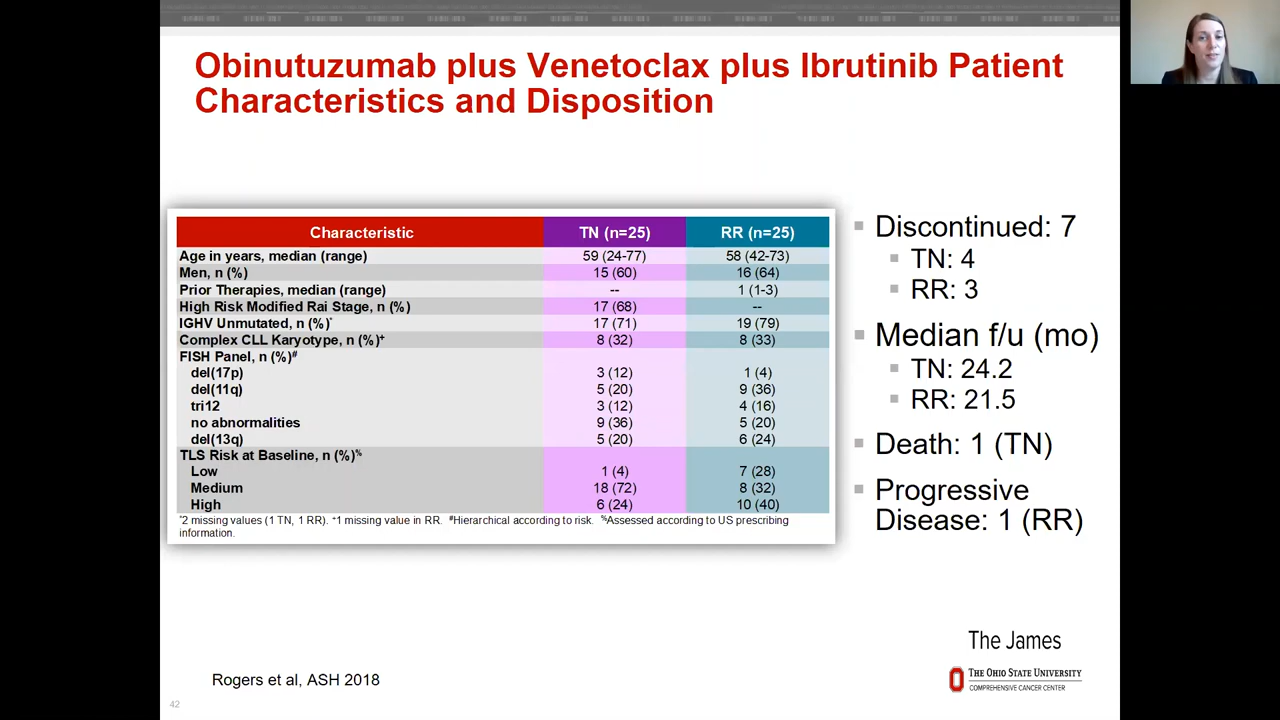 Obinutuzumab plus Venetoclax plus Ibrutinib Patient
Characteristics and Disposition
Characteristic TN (n=25) RR (n=25)
Age in years, median (range) 59 (24-77) 58 (42-73)
Men, n (%) 15 (60) 16 (64)
Prior Therapies, median (range) -- 1 (1-3)
High Risk Modified Rai Stage, n (%) 17 (68) --
IGHV Unmutated, n (%)* 17 (71) 19 (79)
Complex CLL Karyotype, n (%)+ 8 (32) 8 (33)
FISH Panel, n (%)#
del(17p) 3 (12) 1 (4)
del(11q) 5 (20) 9 (36)
tri12 3 (12) 4 (16)
no abnormalities 9 (36) 5 (20)
del(13q) 5 (20) 6 (24)
TLS Risk at Baseline, n (%)%
Low 1 (4) 7 (28)
Medium 18 (72) 8 (32)
High 6 (24) 10 (40)
*2 missing values (1 TN, 1 RR). +1 missing value in RR. #Hierarchical according to risk. %Assessed according to US prescribing
information.
Discontinued: 7
TN: 4
RR: 3
Median f/u (mo)
TN: 24.2
RR: 21.5
Death: 1 (TN)
Progressive
Disease: 1 (RR)
The James
THE OHIO STATE UNIVERSITY
COMPREHENSIVE CANCER CENTER
Rogers et al, ASH 2018
42